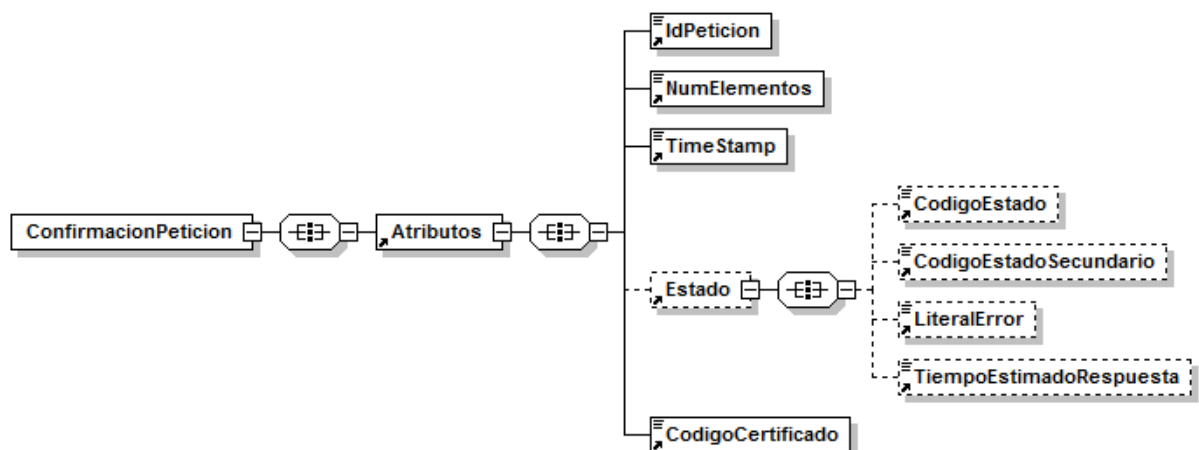 IdPeticion
NumElementos
TimeStamp
ConfirmacionPeticion
Atributos
Estado
CodigoEstado
CodigoEstadoSecundario
LiteralError
TiempoEstimadoRespuesta
CodigoCertificado